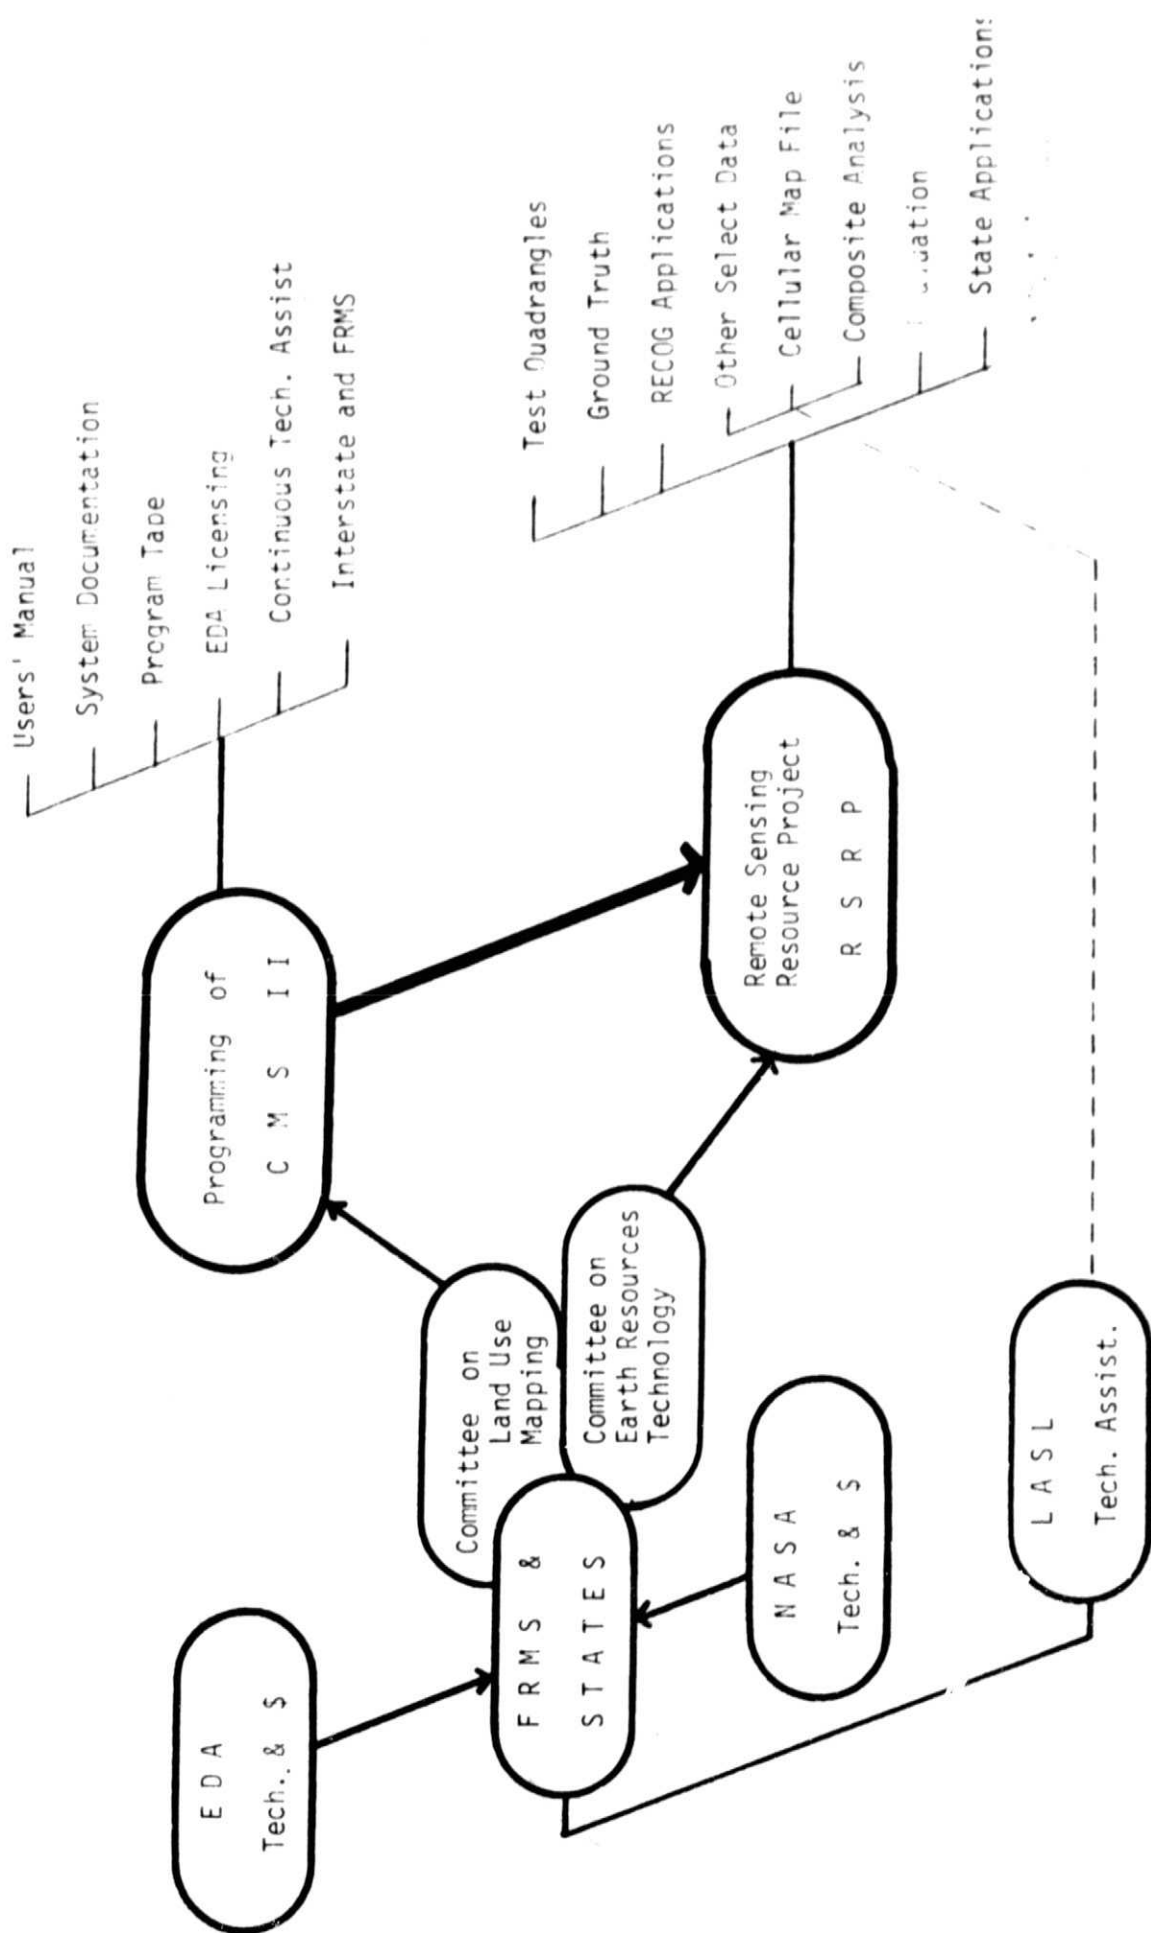 Users' Manual
System Documentation
Program Tape
EDA Licensing
Continuous Tech. Assist
Interstate and FRMS
Programming of
C M S I I
E D A
Tech. & $
Committee on
Land Use
Mapping
F R M S &
S T A T E S
Committee on
Earth Resources
Technology
N A S A
Tech. & $
L A S L
Tech. Assist.
Remote Sensing
Resource Project
R S R P
Test Quadrangles
Ground Truth
RECOG Applications
Other Select Data
Cellular Map File
Composite Analysis
State Applications